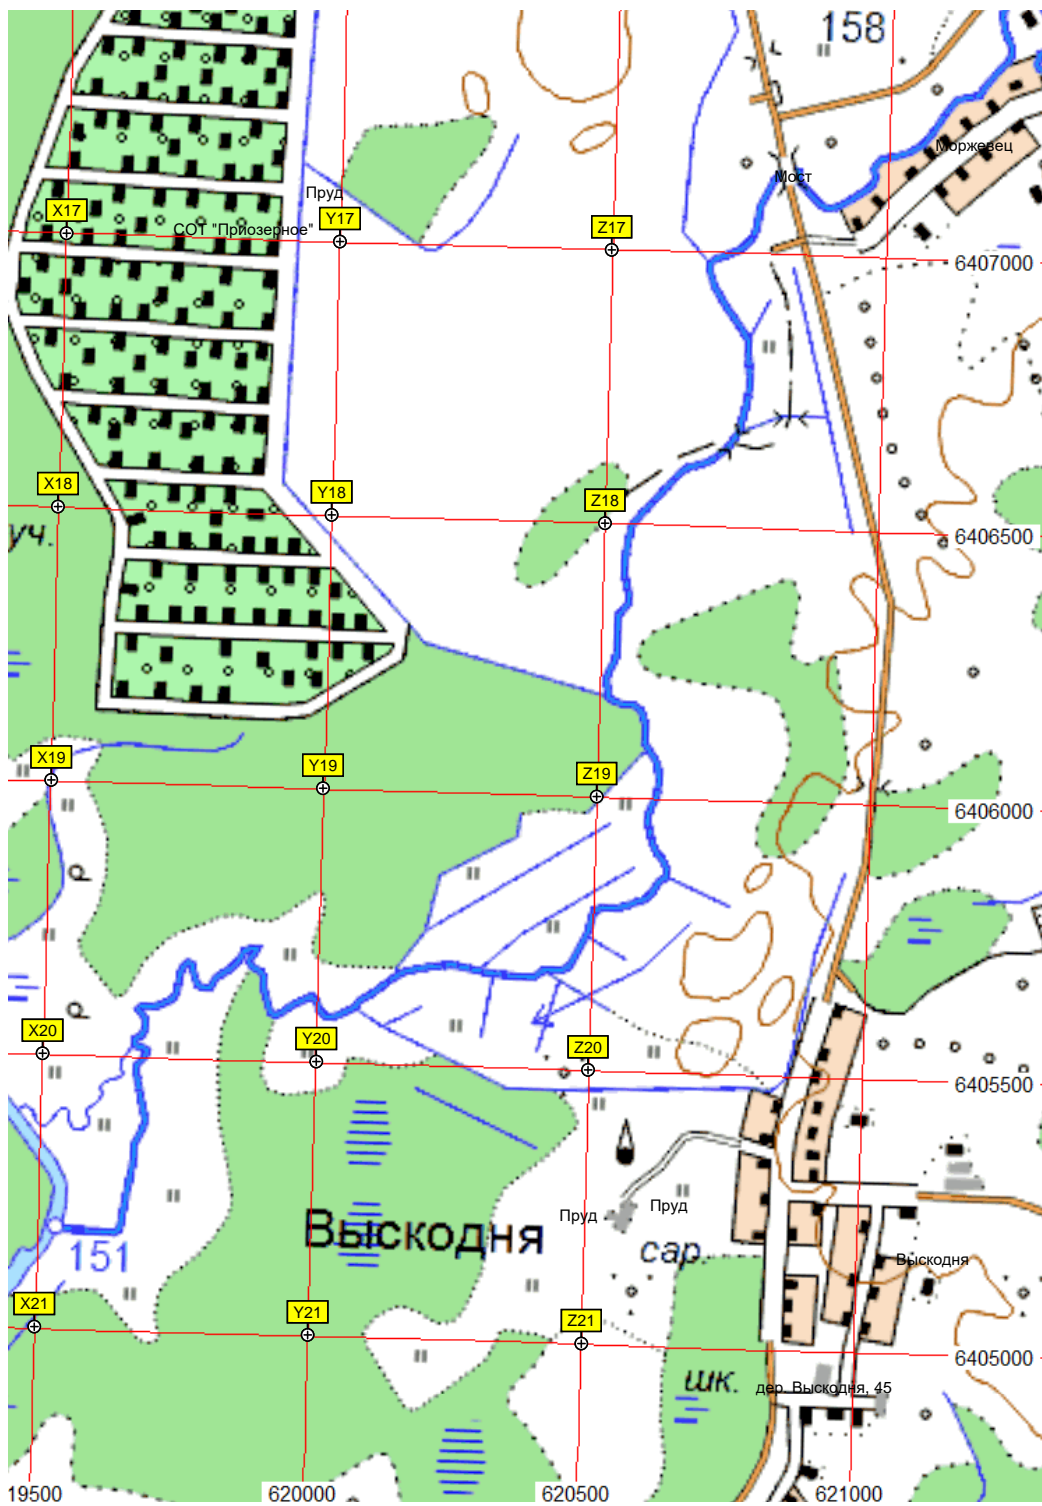 158
Моржевец
Мост
Пруд
X17
Y17
Z17
СОТ "Приозерное"
6407000
X18
Y18
Z18
уч.
6406500
X19
Y19
Z19
6406000
р
р
X20
Y20
Z20
6405500
Выскодня
Пруд
Пруд
151
сар.
Выскодня
X21
Y21
Z21
6405000
шк.
дер. Выскодня, 45
19500
620000
620500
621000